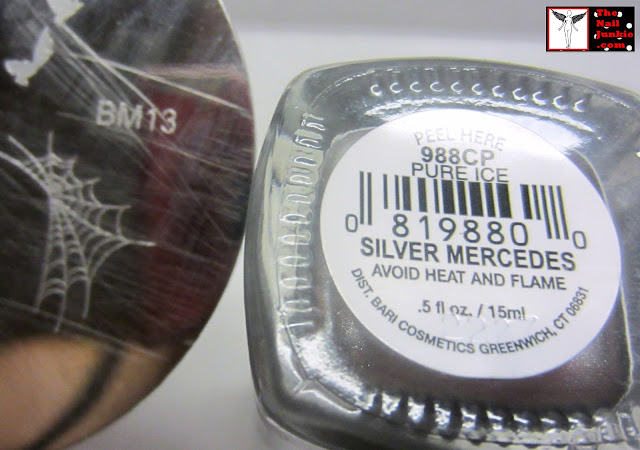 The
Nail
Junkie
.com
BM13
PEEL HERE
988CP
PURE ICE
0 819880 0
SILVER MERCEDES
AVOID HEAT AND FLAME
.5 fl oz. / 15ml
DIST. BARI COSMETICS GREENWICH, CT 06831